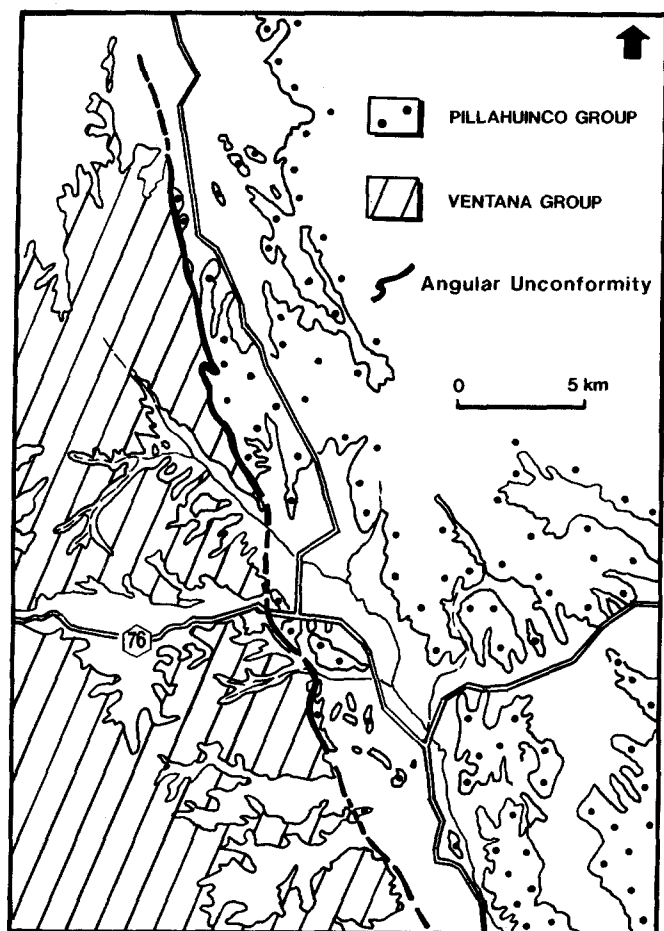 PILLAHUINCO GROUP
VENTANA GROUP
Angular Unconformity
0 5 km
76